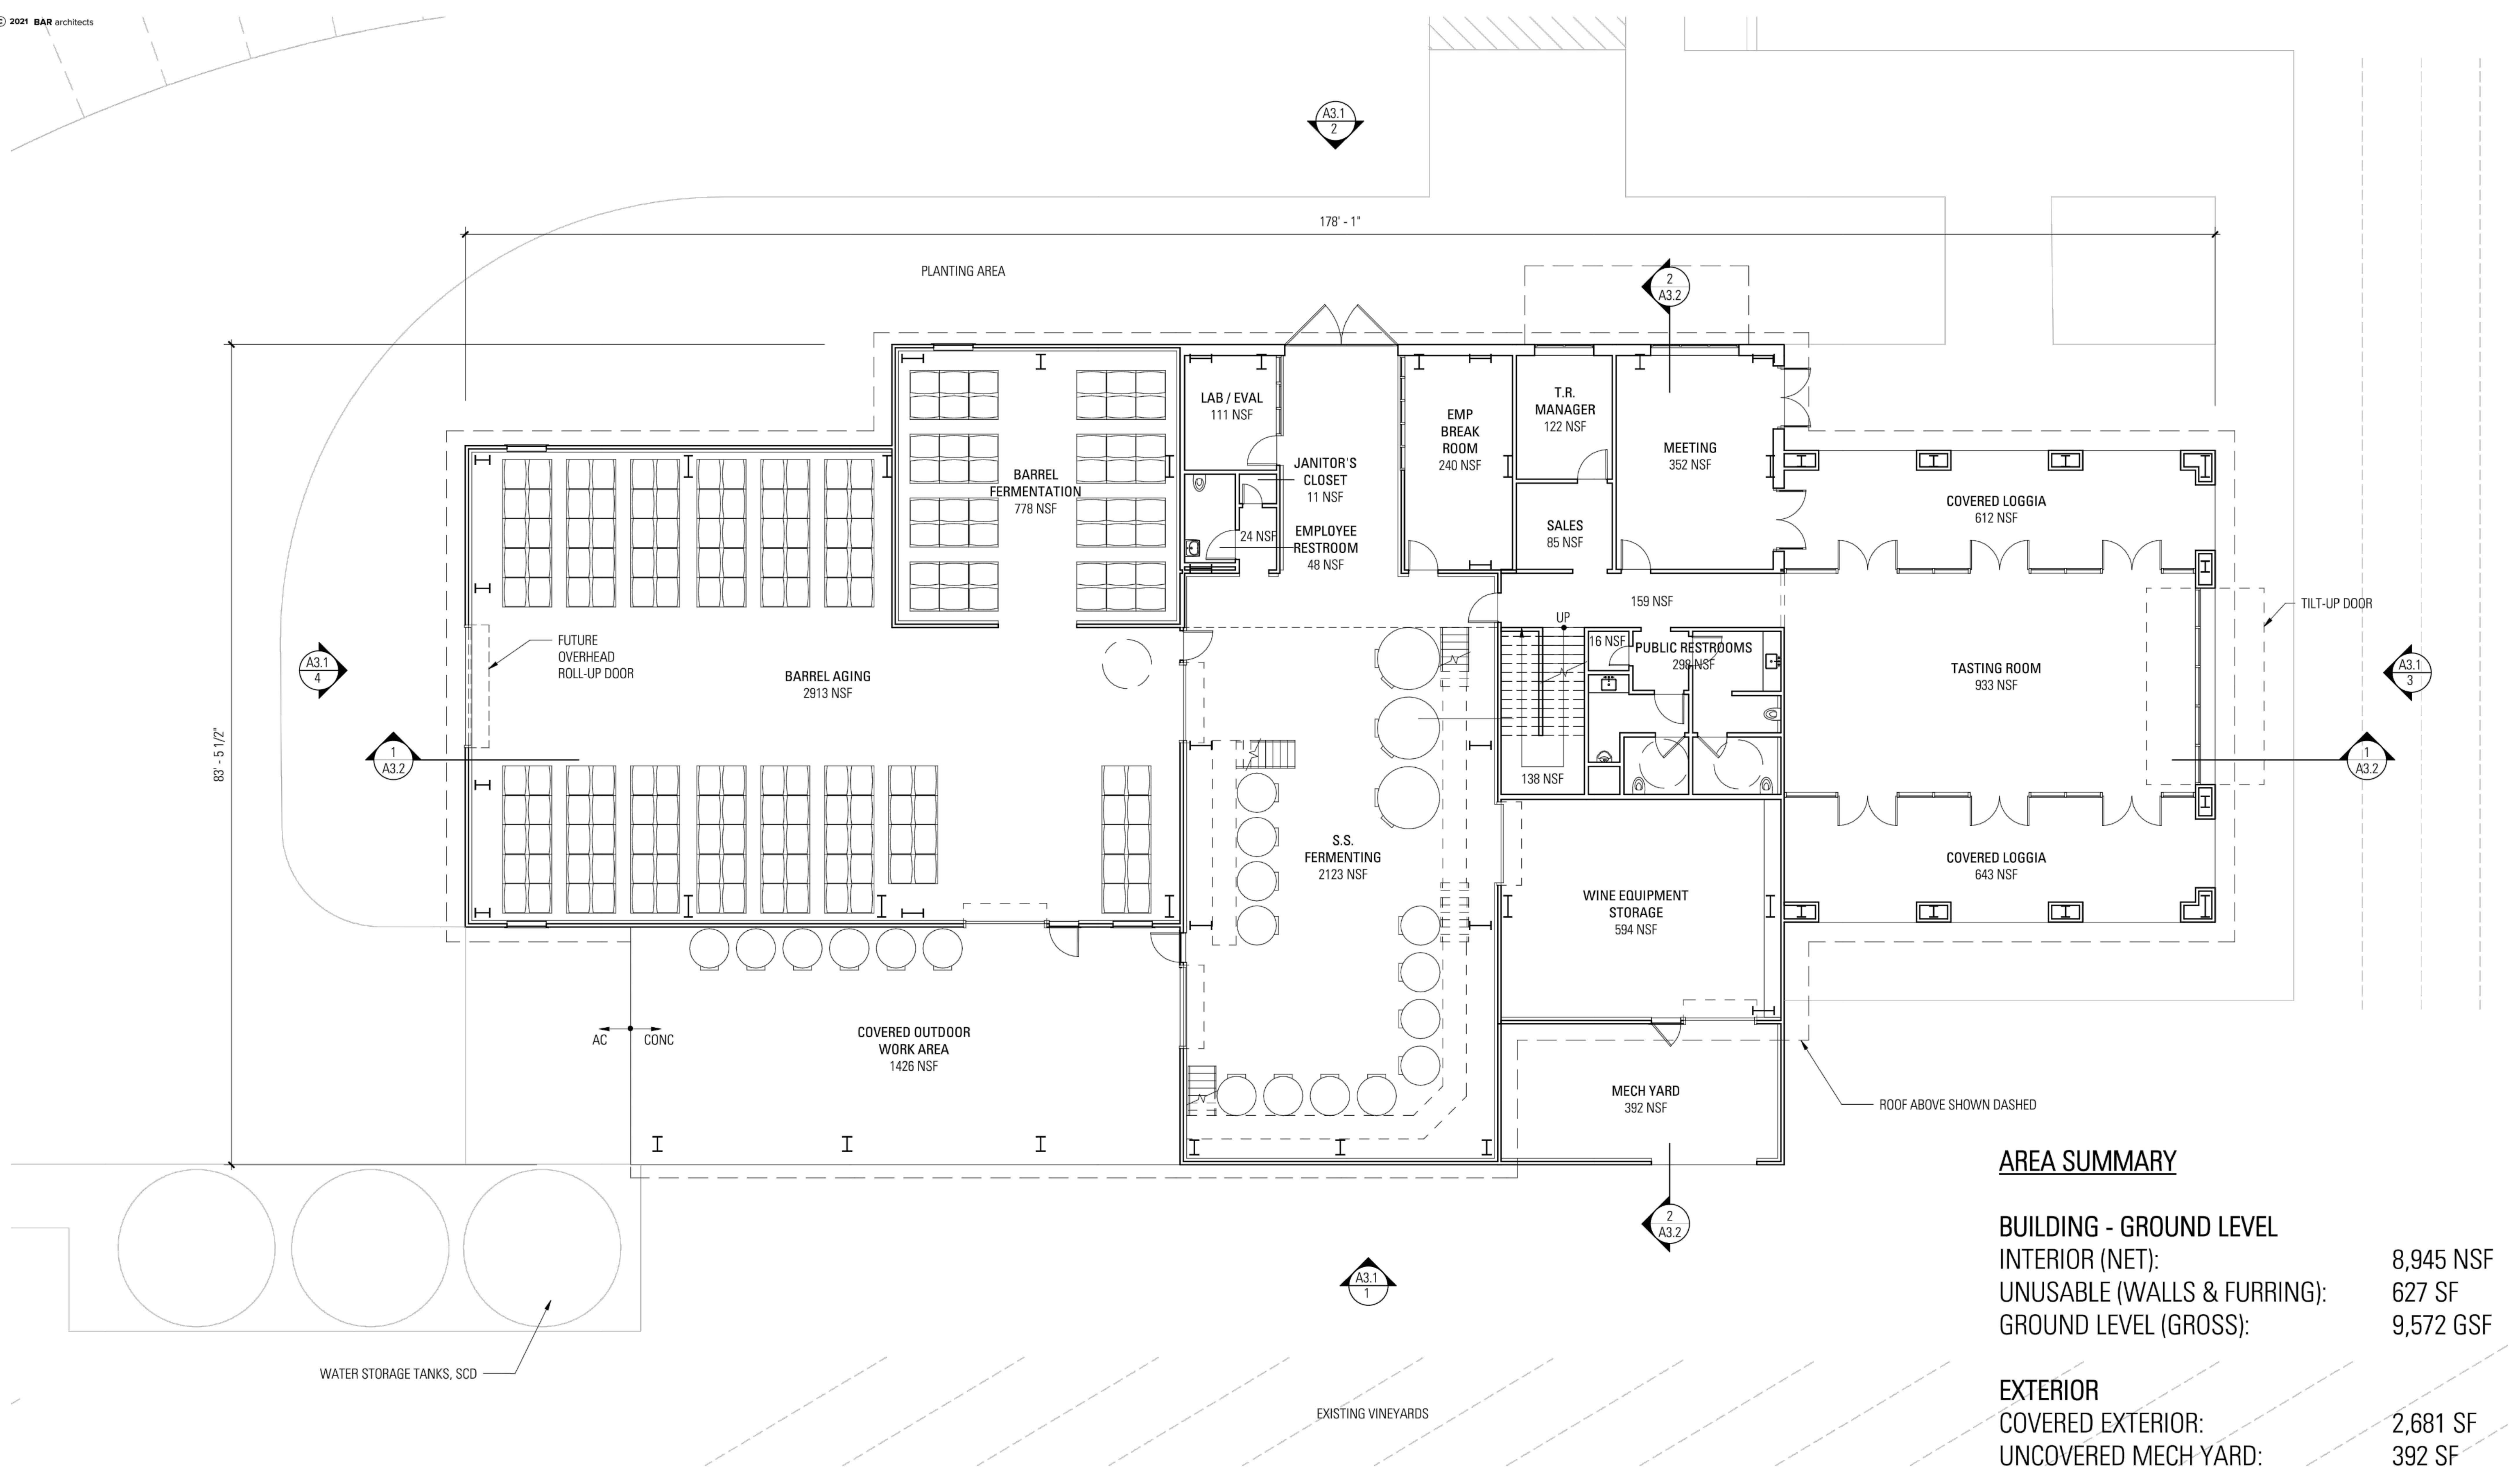 © 2021 BAR architects
A3.1
2
178' - 1"
PLANTING AREA
2
A3.2
LAB / EVAL
111 NSF
T.R.
MANAGER
122 NSF
EMP
BREAK
ROOM
240 NSF
MEETING
352 NSF
JANITOR'S
CLOSET
11 NSF
BARREL
FERMENTATION
778 NSF
COVERED LOGGIA
612 NSF
SALES
85 NSF
24 NSF
EMPLOYEE
RESTROOM
48 NSF
159 NSF
TILT-UP DOOR
UP
FUTURE
OVERHEAD
ROLL-UP DOOR
16 NSF
PUBLIC RESTROOMS
298 NSF
A3.1
4
BARREL AGING
2913 NSF
TASTING ROOM
933 NSF
A3.1
3
83' - 5 1/2"
1
A3.2
1
A3.2
138 NSF
S.S.
FERMENTING
2123 NSF
COVERED LOGGIA
643 NSF
WINE EQUIPMENT
STORAGE
594 NSF
AC
CONC
COVERED OUTDOOR
WORK AREA
1426 NSF
MECH YARD
392 NSF
ROOF ABOVE SHOWN DASHED
2
A3.2
A3.1
1
WATER STORAGE TANKS, SCD
EXISTING VINEYARDS
AREA SUMMARY
BUILDING - GROUND LEVEL
INTERIOR (NET): 8,945 NSF
UNUSABLE (WALLS & FURRING): 627 SF
GROUND LEVEL (GROSS): 9,572 GSF
EXTERIOR
COVERED EXTERIOR: 2,681 SF
UNCOVERED MECH YARD: 392 SF